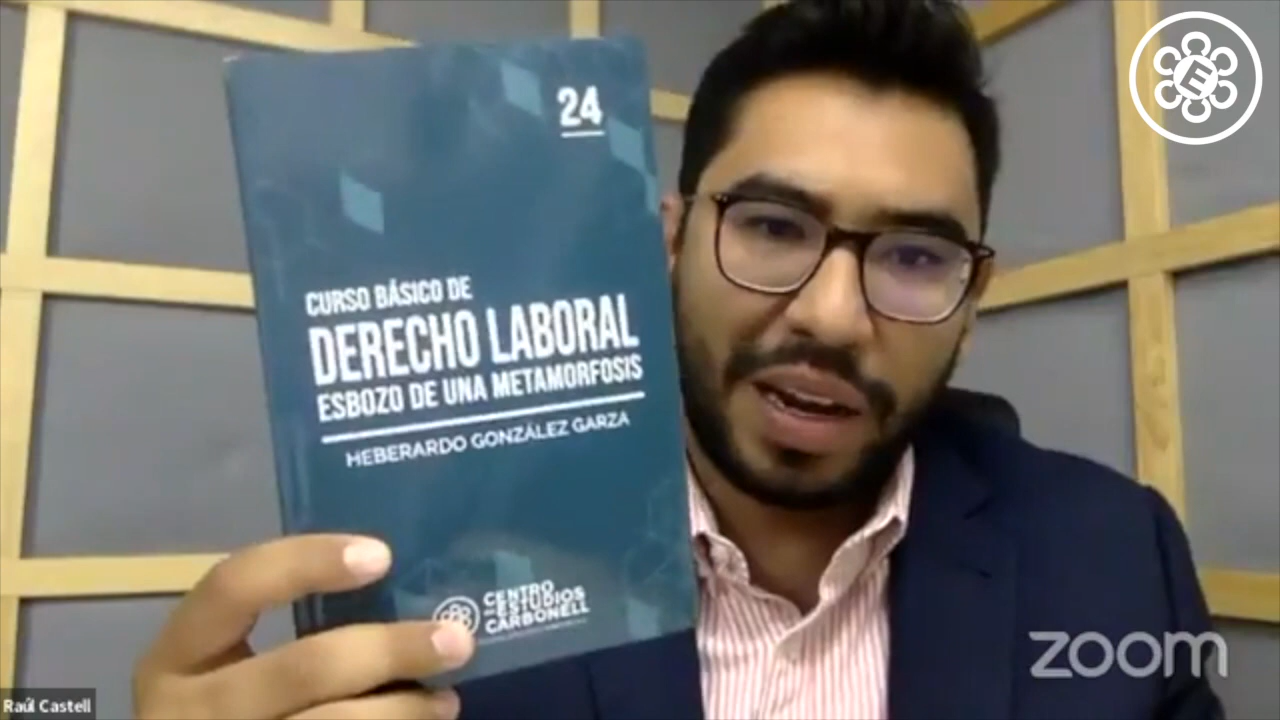 24
CURSO BÁSICO DE
DERECHO LABORAL
ESBOZO DE UNA METAMORFOSIS
HEBERARDO GONZÁLEZ GARZA
CENTRO
DE ESTUDIOS
CARBONELL
zoom
Raúl Castell